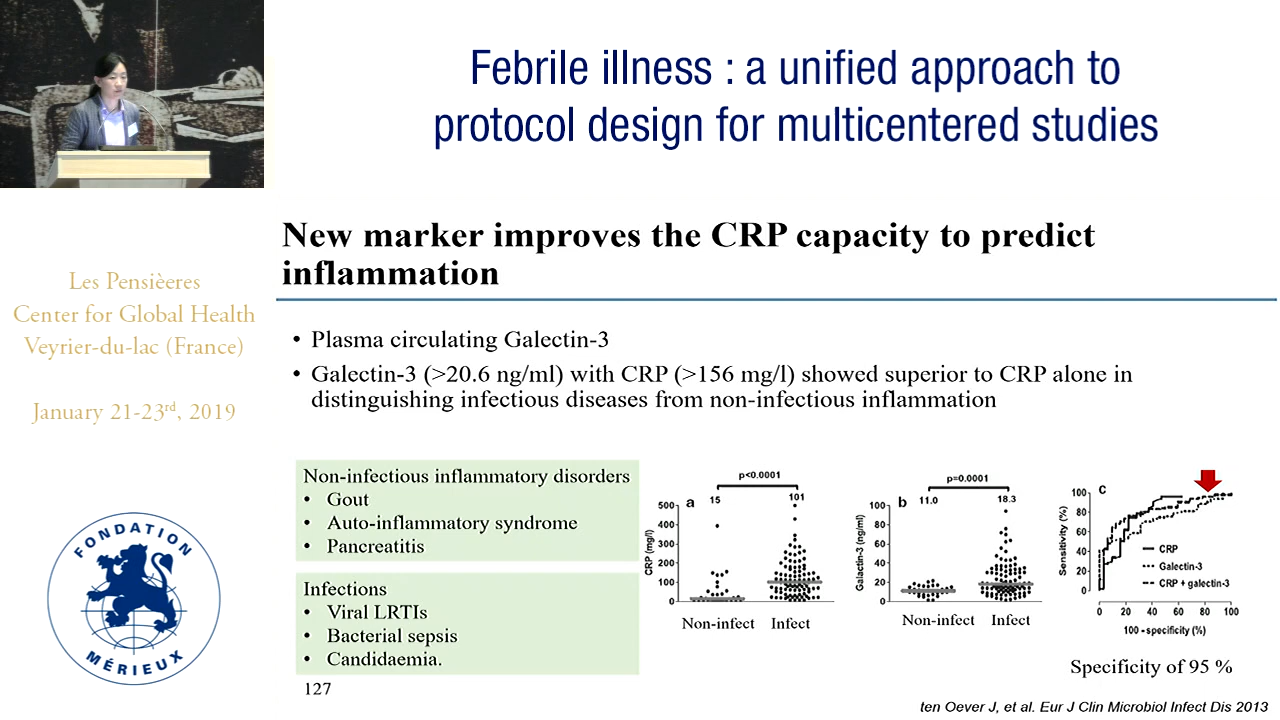 Febrile illness : a unified approach to
protocol design for multicentered studies
Les Pensièeres
Center for Global Health
Veyrier-du-lac (France)
January 21-23rd, 2019
FONDATION
MÉRIEUX
New marker improves the CRP capacity to predict
inflammation
• Plasma circulating Galectin-3
• Galectin-3 (>20.6 ng/ml) with CRP (>156 mg/l) showed superior to CRP alone in
distinguishing infectious diseases from non-infectious inflammation
Non-infectious inflammatory disorders
• Gout
• Auto-inflammatory syndrome
• Pancreatitis
Infections
• Viral LRTIs
• Bacterial sepsis
• Candidaemia.
127
p<0.0001
a 15 101
500
400
300
200
100
0
CRP (mg/l)
Non-infect Infect
p=0.0001
b 11.0 18.3
100
80
60
40
20
0
Galactin-3 (ng/ml)
Non-infect Infect
c
100
80
60
40
20
0
Sensitivity (%)
CRP
Galectin-3
CRP + galectin-3
0 20 40 60 80 100
100 - specificity (%)
Specificity of 95 %
ten Oever J, et al. Eur J Clin Microbiol Infect Dis 2013